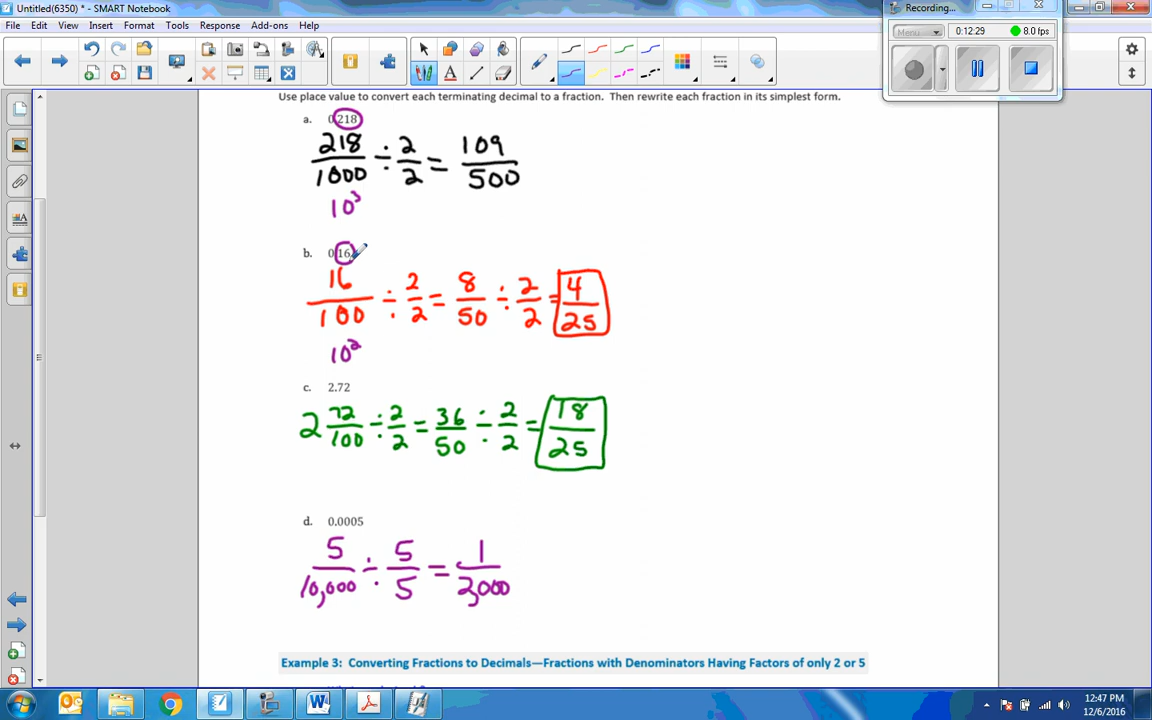 Untitled(6350) * - SMART Notebook
File Edit View Insert Format Tools Response Add-ons Help
Recording...
Menu 0:12:29 8.0 fps
Use place value to convert each terminating decimal to a fraction. Then rewrite each fraction in its simplest form.
a. 0.218
218/1000 ÷ 2/2 = 109/500
10³
b. 0.16
16/100 ÷ 2/2 = 8/50 ÷ 2/2 = 4/25
10²
c. 2.72
2 72/100 ÷ 2/2 = 36/50 ÷ 2/2 = 18/25
d. 0.0005
5/10,000 ÷ 5/5 = 1/2,000
Example 3: Converting Fractions to Decimals—Fractions with Denominators Having Factors of only 2 or 5
12:47 PM
12/6/2016